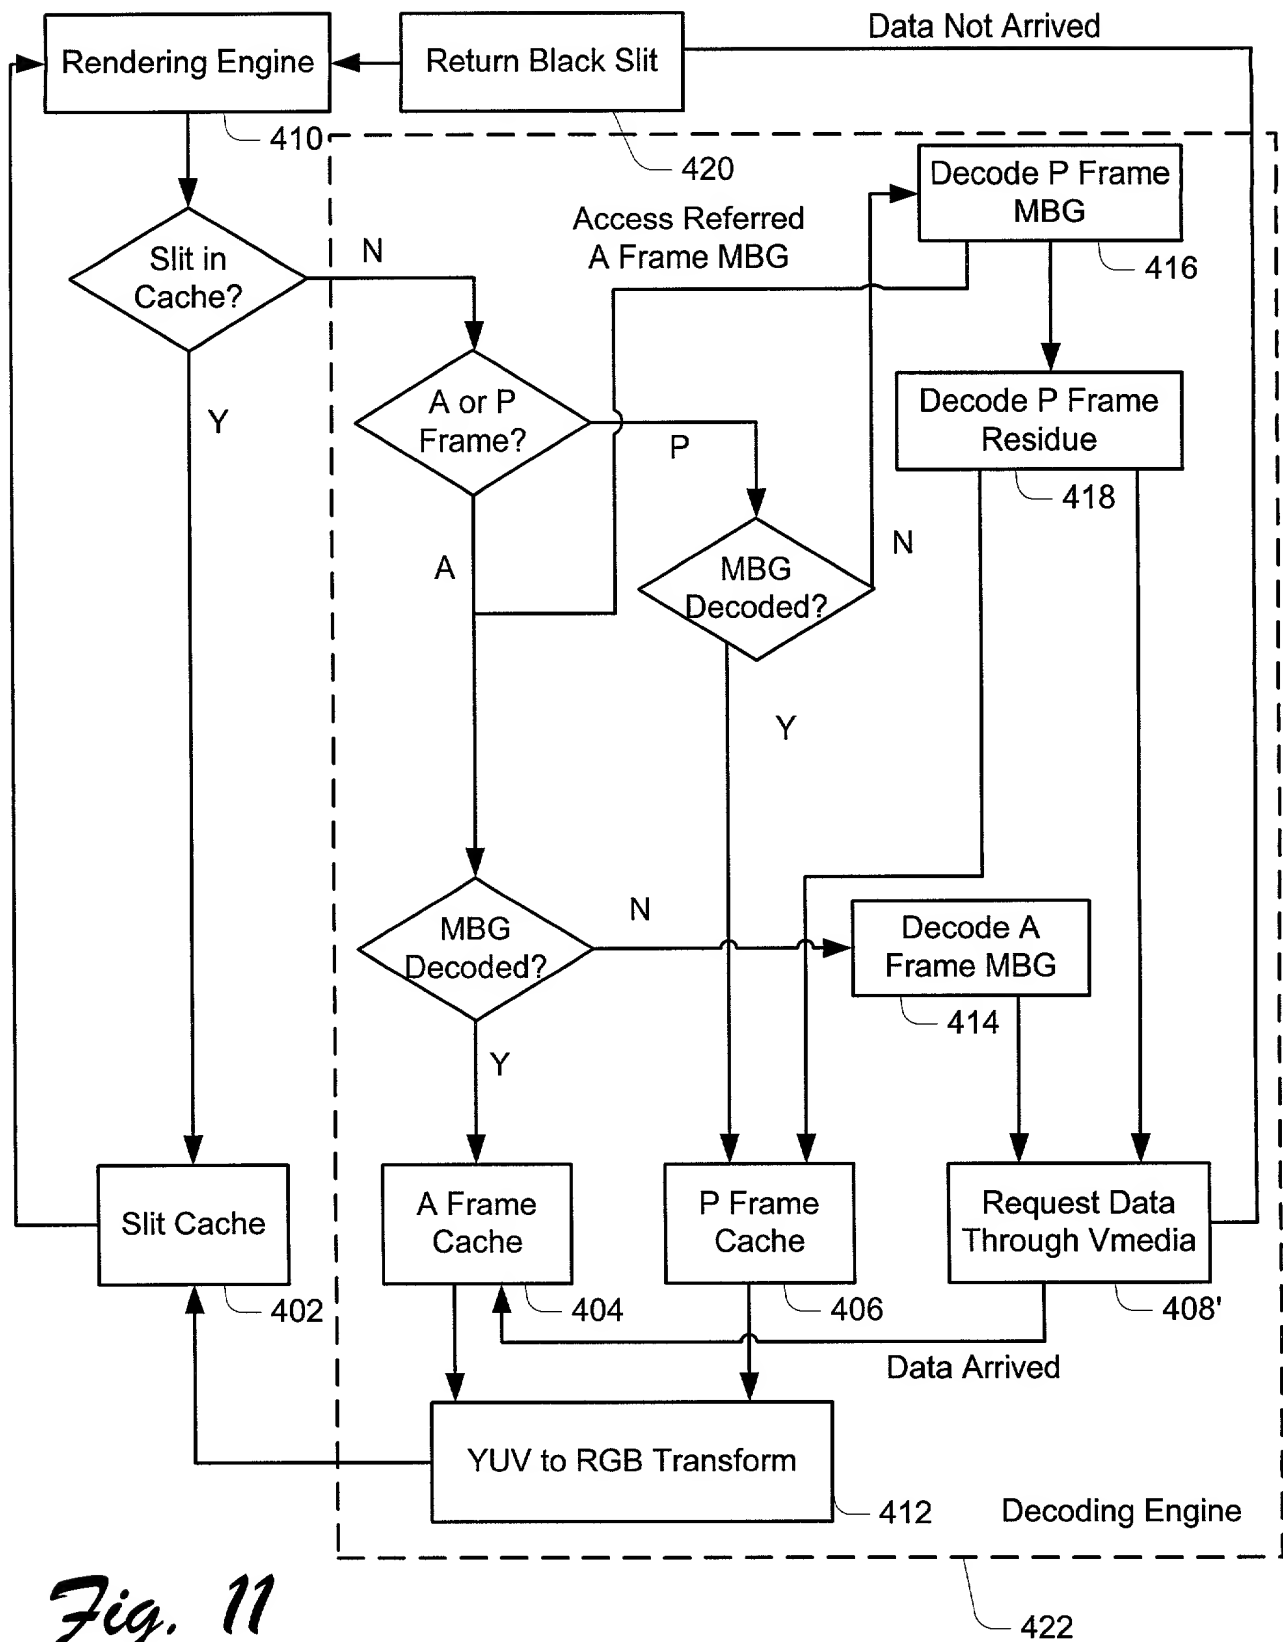 Data Not Arrived
Rendering Engine
Return Black Slit
410
420
Decode P Frame
MBG
416
Access Referred
A Frame MBG
Slit in
Cache?
N
Y
A or P
Frame?
P
A
Decode P Frame
Residue
418
MBG
Decoded?
N
Y
MBG
Decoded?
N
Y
Decode A
Frame MBG
414
Slit Cache
402
A Frame
Cache
404
P Frame
Cache
406
Request Data
Through Vmedia
408'
Data Arrived
YUV to RGB Transform
412
Decoding Engine
422
Fig. 11